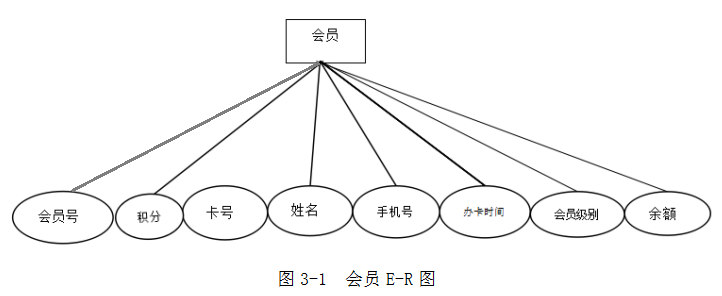 会员
会员号
积分
卡号
姓名
手机号
办卡时间
会员级别
余额
图 3-1 会员 E-R 图